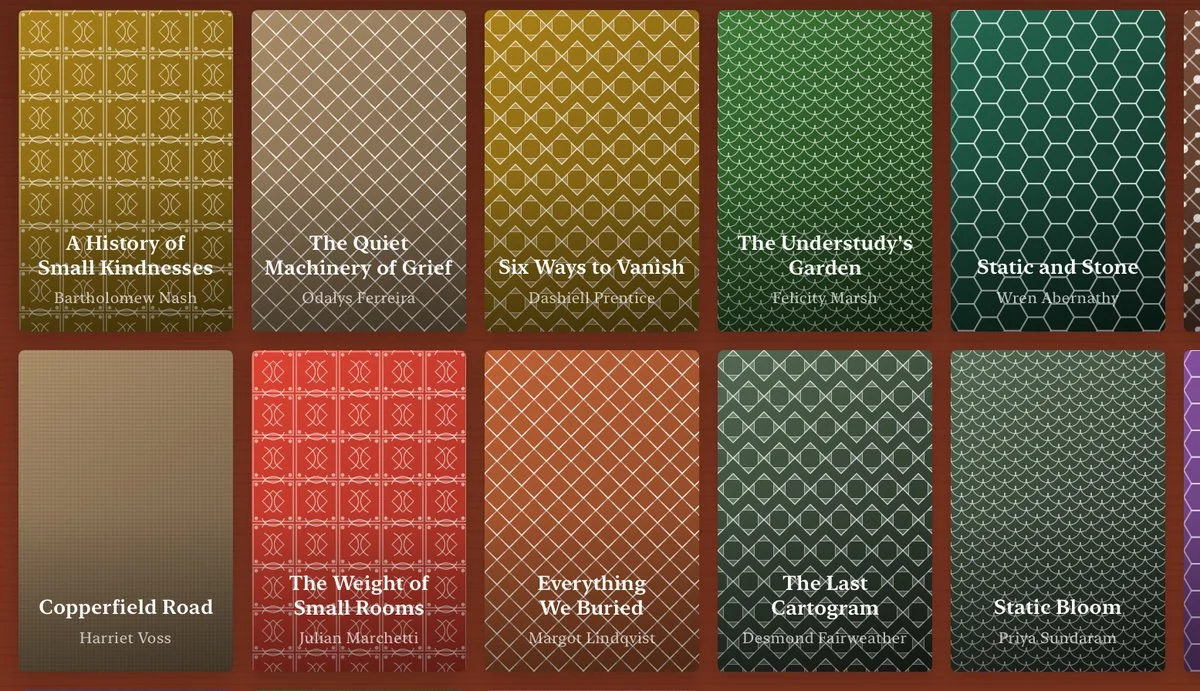 A History of
Small Kindnesses
Bartholomew Nash
The Quiet
Machinery of Grief
Odalys Ferreira
Six Ways to Vanish
Dashiell Prentice
The Understudy's
Garden
Felicity Marsh
Static and Stone
Wren Abernathy
Copperfield Road
Harriet Voss
The Weight of
Small Rooms
Julian Marchetti
Everything
We Buried
Margot Lindqvist
The Last
Cartogram
Desmond Fairweather
Static Bloom
Priya Sundaram